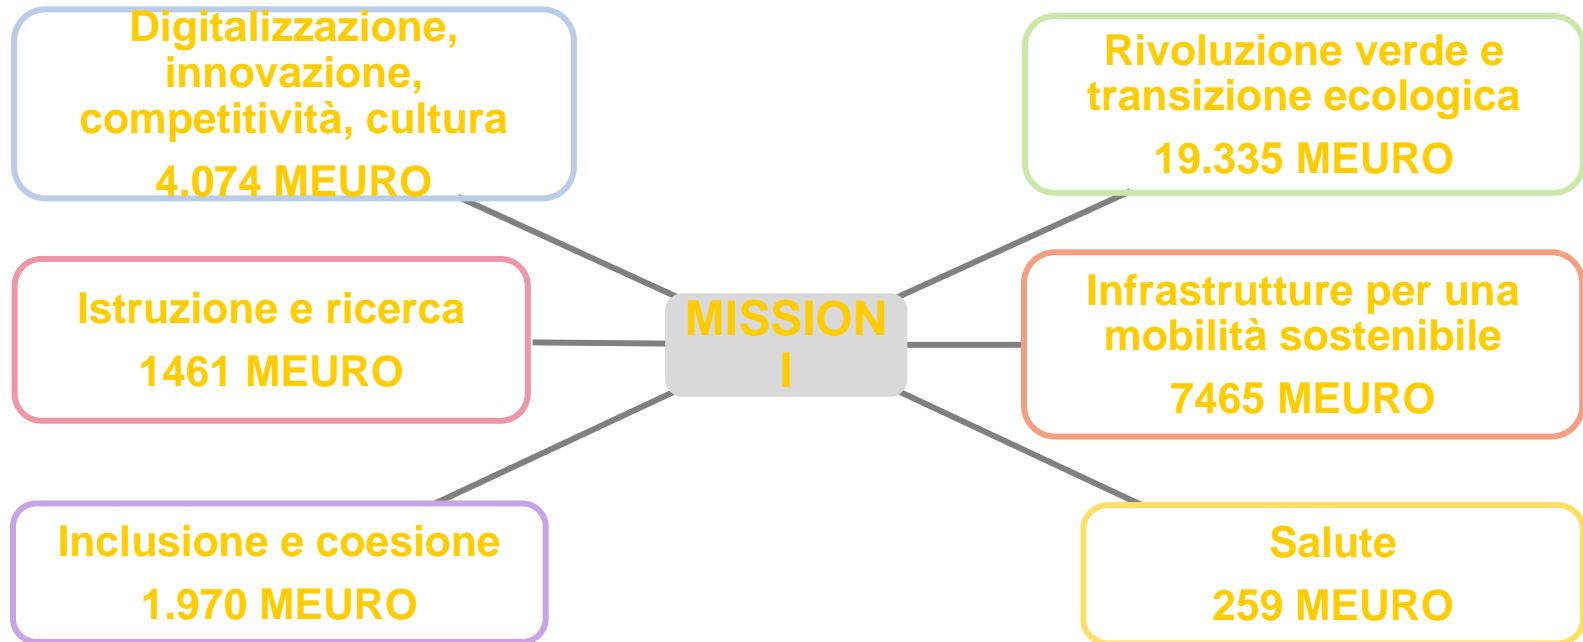 Digitalizzazione,
innovazione,
competitività, cultura
4.074 MEURO
Rivoluzione verde e
transizione ecologica
19.335 MEURO
Istruzione e ricerca
1461 MEURO
MISSION
I
Infrastrutture per una
mobilità sostenibile
7465 MEURO
Inclusione e coesione
1.970 MEURO
Salute
259 MEURO